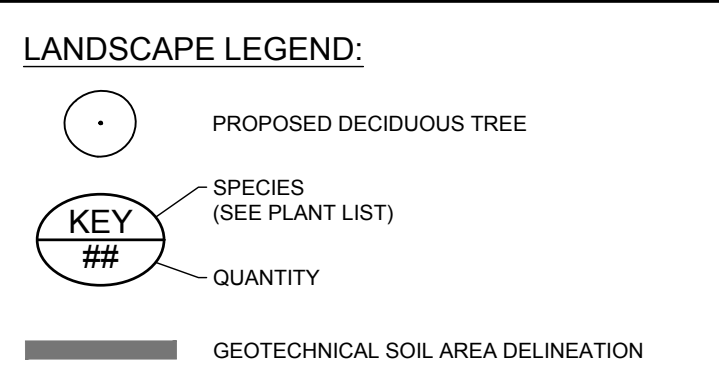 LANDSCAPE LEGEND:
PROPOSED DECIDUOUS TREE
KEY
##
SPECIES
(SEE PLANT LIST)
QUANTITY
GEOTECHNICAL SOIL AREA DELINEATION